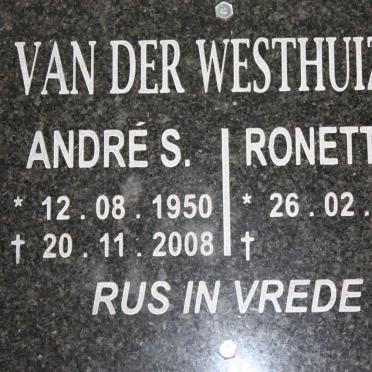 VAN DER WESTHUIZ
ANDRÉ S. RONETT
* 12 . 08 . 1950 * 26 . 02 .
† 20 . 11 . 2008 †
RUS IN VREDE